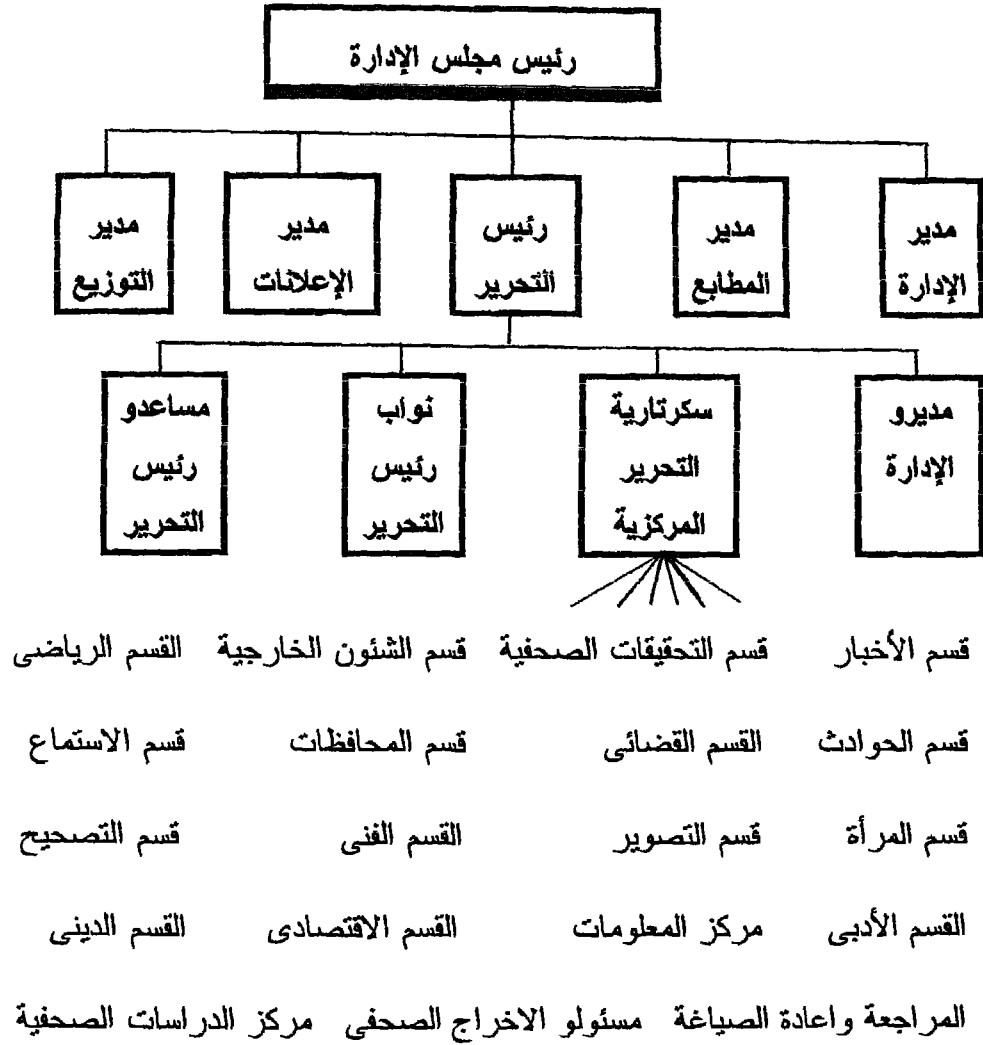 رئيس مجلس الإدارة
مدير
الإدارة
مدير
المطابع
رئيس
التحرير
مدير
الإعلانات
مدير
التوزيع
مديرو
الإدارة
سكرتارية
التحرير
المركزية
نواب
رئيس
التحرير
مساعدو
رئيس
التحرير
قسم الأخبار قسم التحقيقات الصحفية قسم الشئون الخارجية القسم الرياضى
قسم الحوادث القسم القضائى قسم المحافظات قسم الاستماع
قسم المرأة قسم التصوير القسم الفنى قسم التصحيح
القسم الأدبى مركز المعلومات القسم الاقتصادى القسم الدينى
المراجعة واعادة الصياغة مسئولو الاخراج الصحفى مركز الدراسات الصحفية